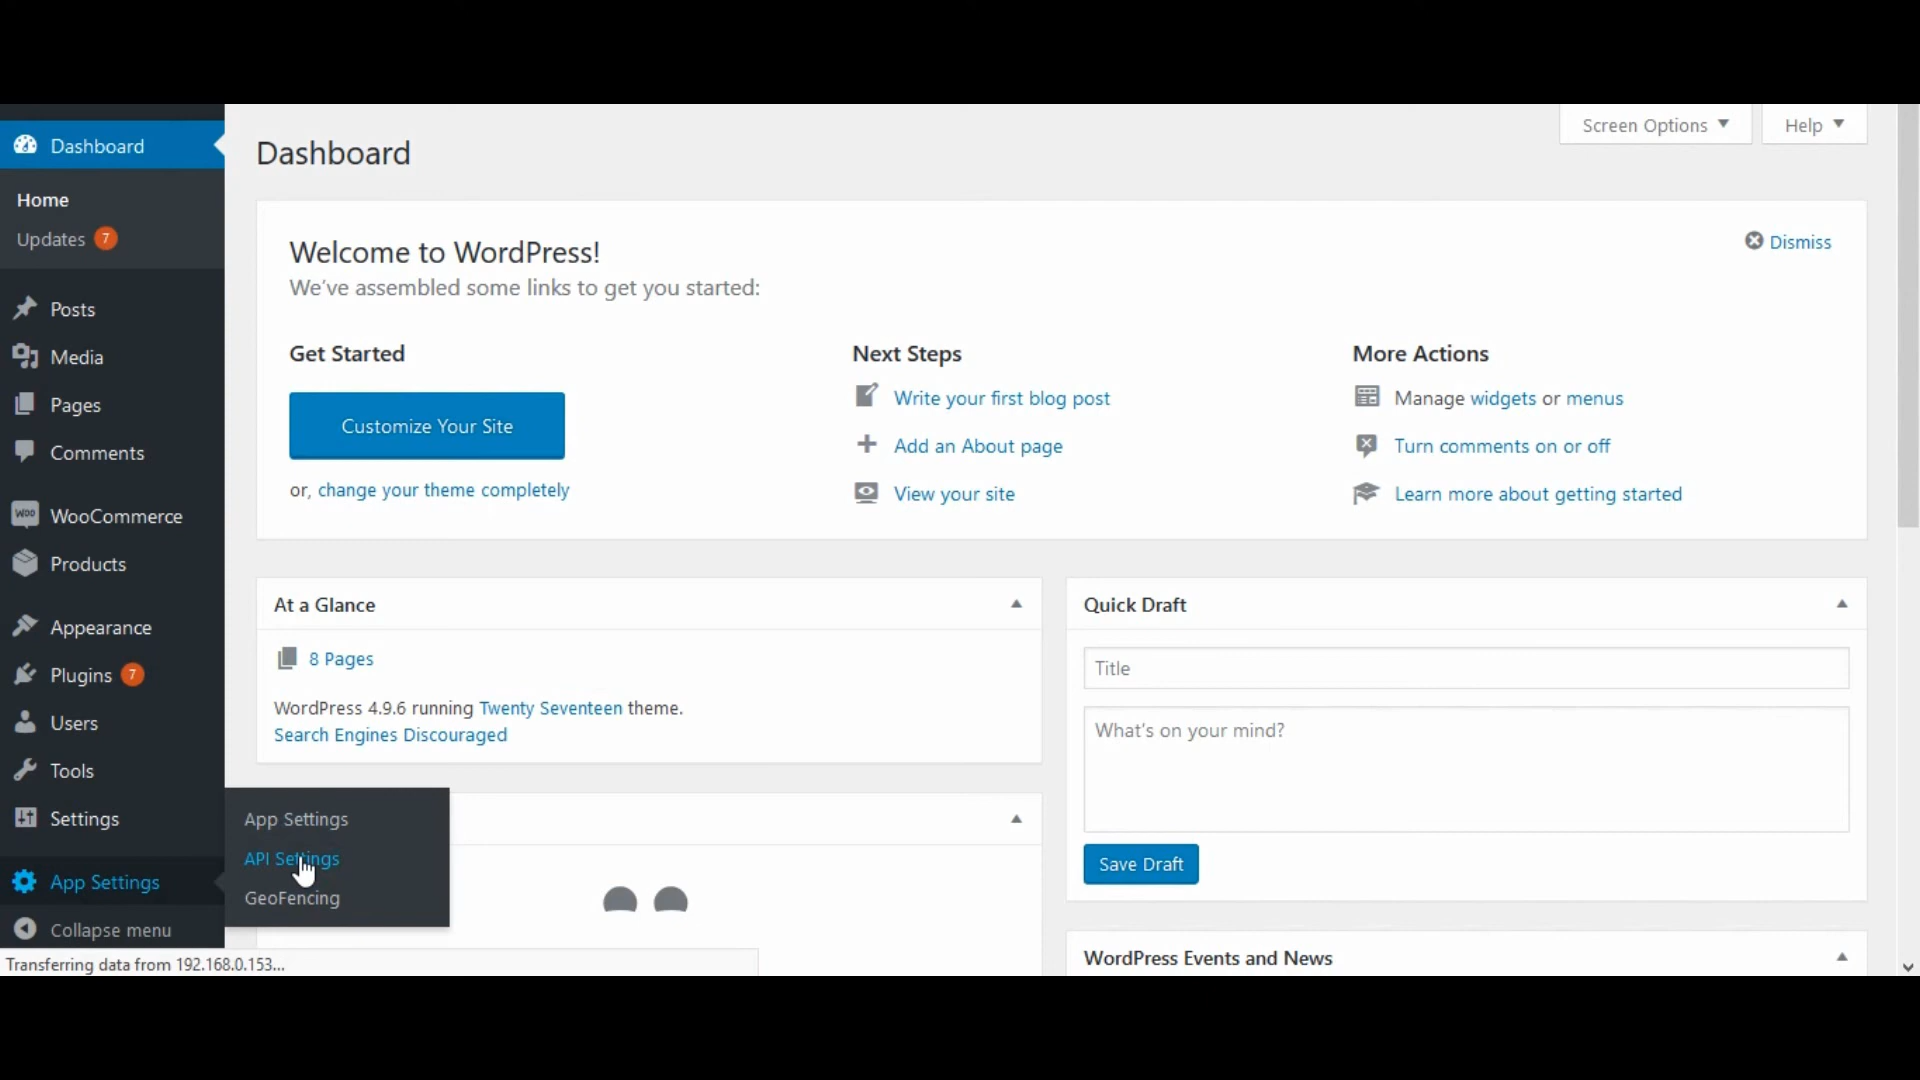 Screen Options
Help
Dashboard
Dashboard
Home
Updates 7
Posts
Media
Pages
Comments
WOO WooCommerce
Products
Appearance
Plugins 7
Users
Tools
Settings
App Settings
Collapse menu
App Settings
API Settings
GeoFencing
Transferring data from 192.168.0.153...
Welcome to WordPress!
Dismiss
We've assembled some links to get you started:
Get Started
Customize Your Site
or, change your theme completely
Next Steps
Write your first blog post
Add an About page
View your site
More Actions
Manage widgets or menus
Turn comments on or off
Learn more about getting started
At a Glance
8 Pages
WordPress 4.9.6 running Twenty Seventeen theme.
Search Engines Discouraged
Quick Draft
Title
What's on your mind?
Save Draft
WordPress Events and News